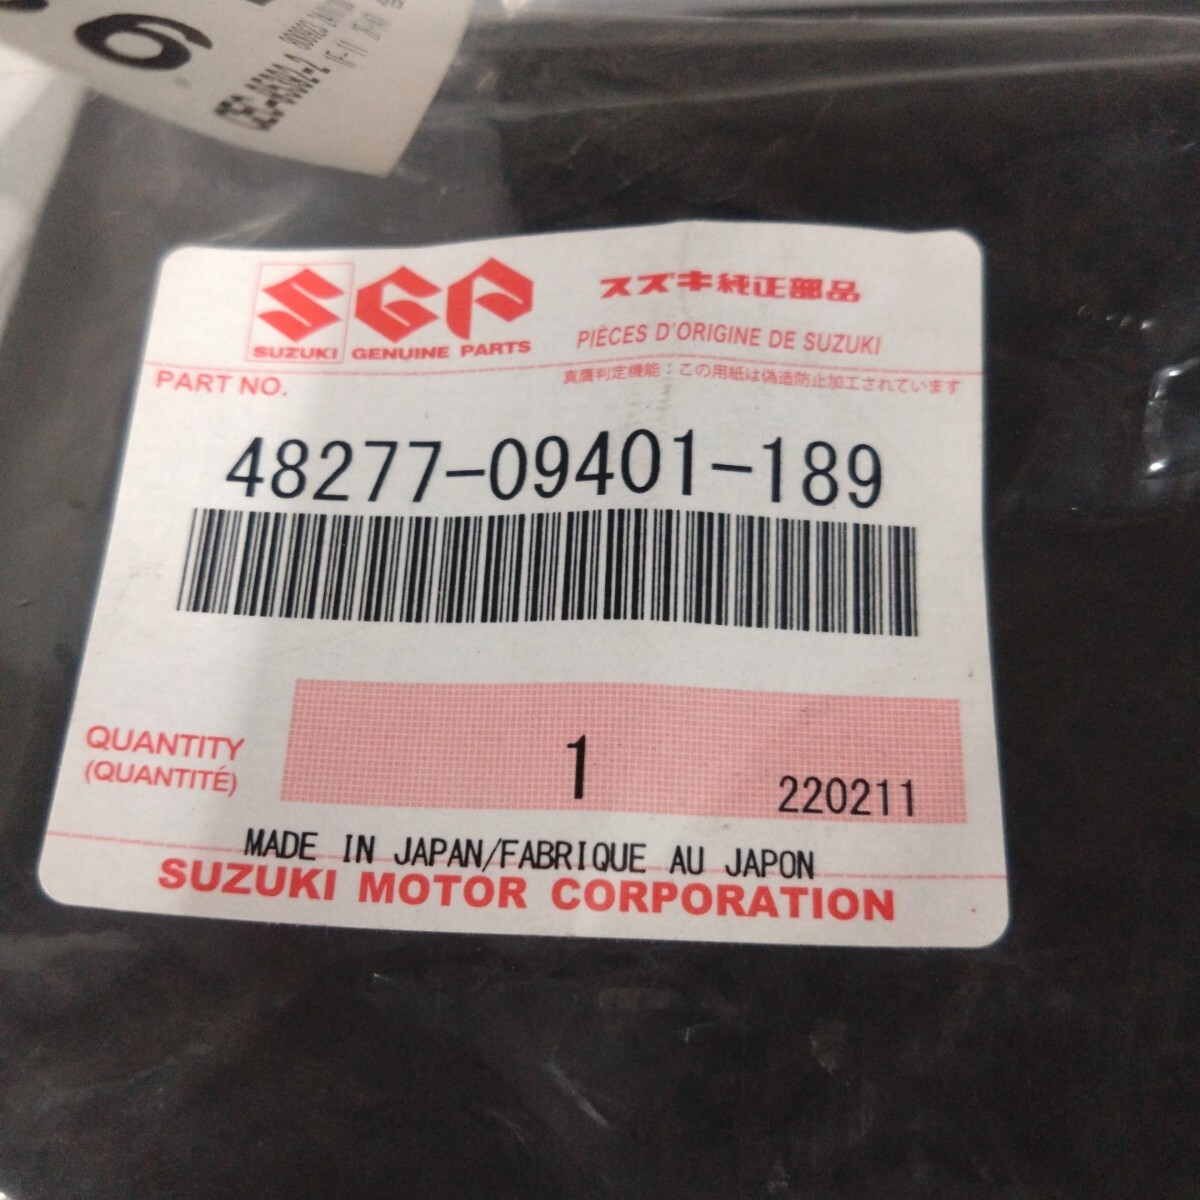 6
SGP
SUZUKI GENUINE PARTS
スズキ純正部品
PIÈCES D'ORIGINE DE SUZUKI
PART NO.
真贋判定機能：この用紙は偽造防止加工されています
48277-09401-189
QUANTITY
(QUANTITÉ)
1
220211
MADE IN JAPAN/FABRIQUE AU JAPON
SUZUKI MOTOR CORPORATION